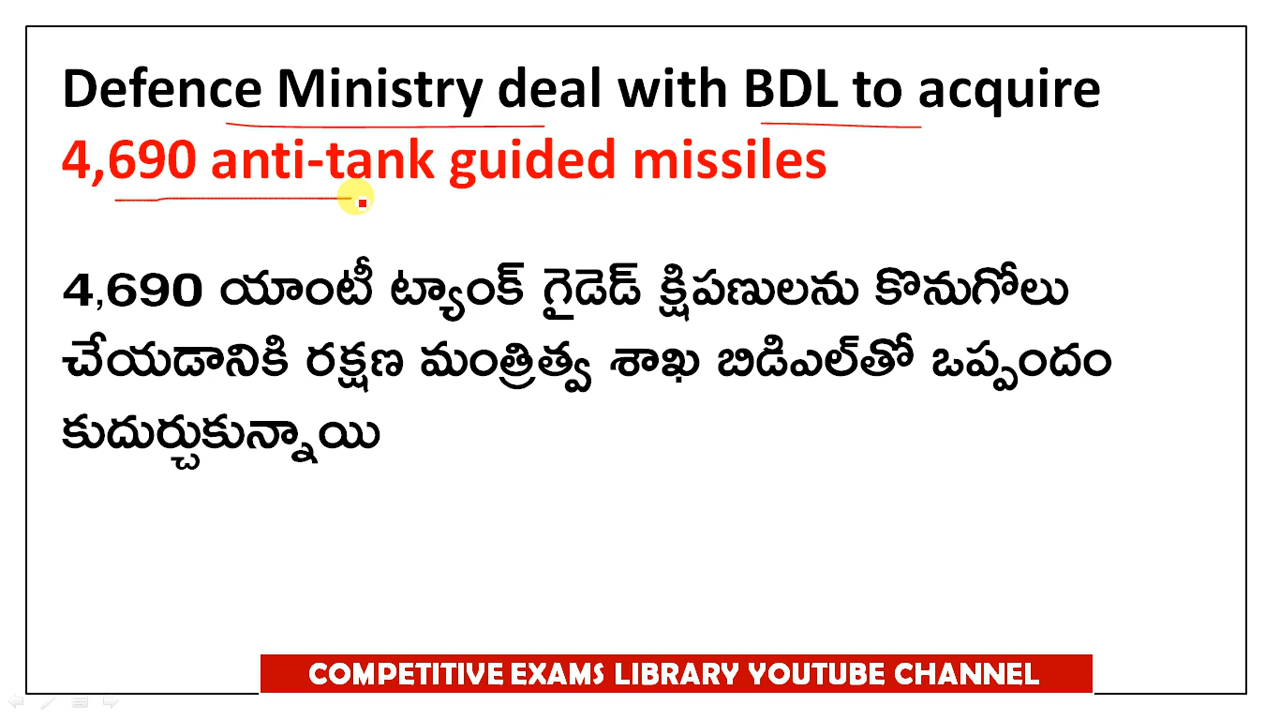 Defence Ministry deal with BDL to acquire
4,690 anti-tank guided missiles
4,690 యాంటీ ట్యాంక్ గైడెడ్ క్షిపణులను కొనుగోలు
చేయడానికి రక్షణ మంత్రిత్వ శాఖ బిడిఎల్‌తో ఒప్పందం
కుదుర్చుకున్నాయి
COMPETITIVE EXAMS LIBRARY YOUTUBE CHANNEL